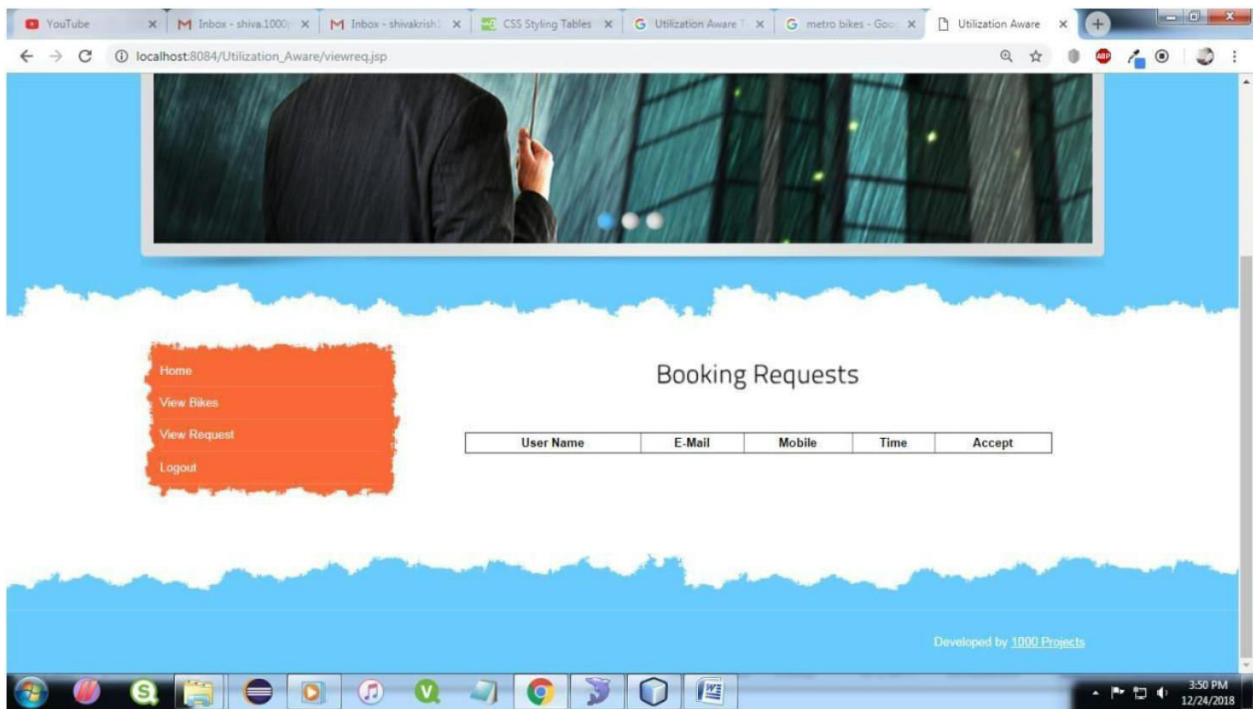 YouTube
Inbox - shiva.1000
Inbox - shivakrish
CSS Styling Tables
Utilization Aware T
metro bikes - Goo
Utilization Aware
localhost:8084/Utilization_Aware/viewreq.jsp
ABP
Home
View Bikes
View Request
Logout
Booking Requests
User Name E-Mail Mobile Time Accept
Developed by 1000 Projects
3:50 PM
12/24/2018